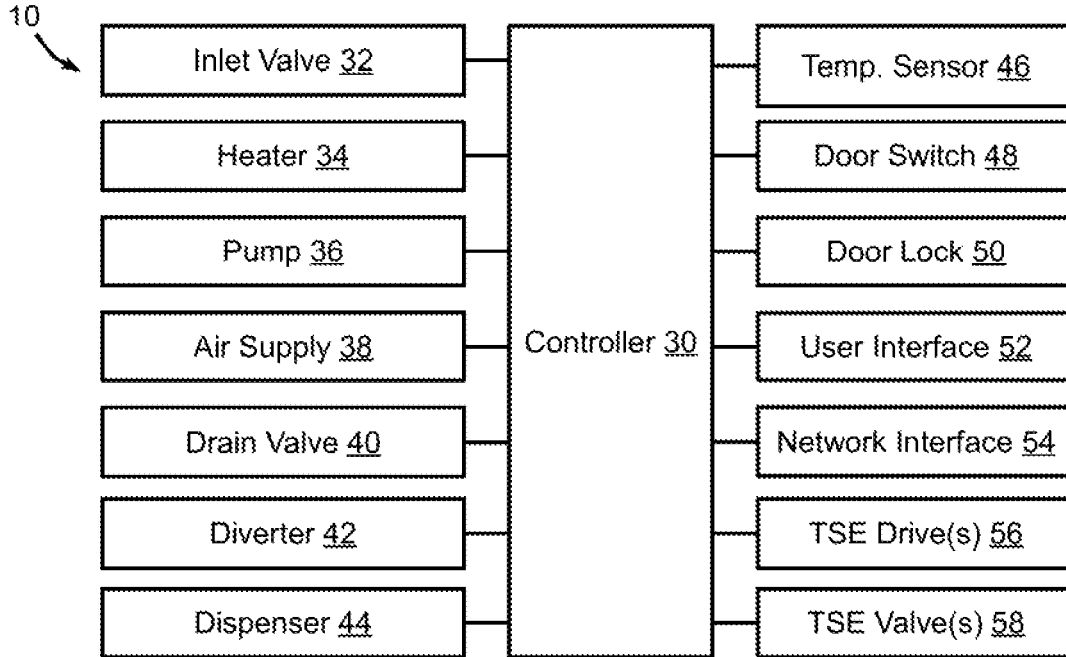 10
Inlet Valve 32
Heater 34
Pump 36
Air Supply 38
Drain Valve 40
Diverter 42
Dispenser 44
Controller 30
Temp. Sensor 46
Door Switch 48
Door Lock 50
User Interface 52
Network Interface 54
TSE Drive(s) 56
TSE Valve(s) 58